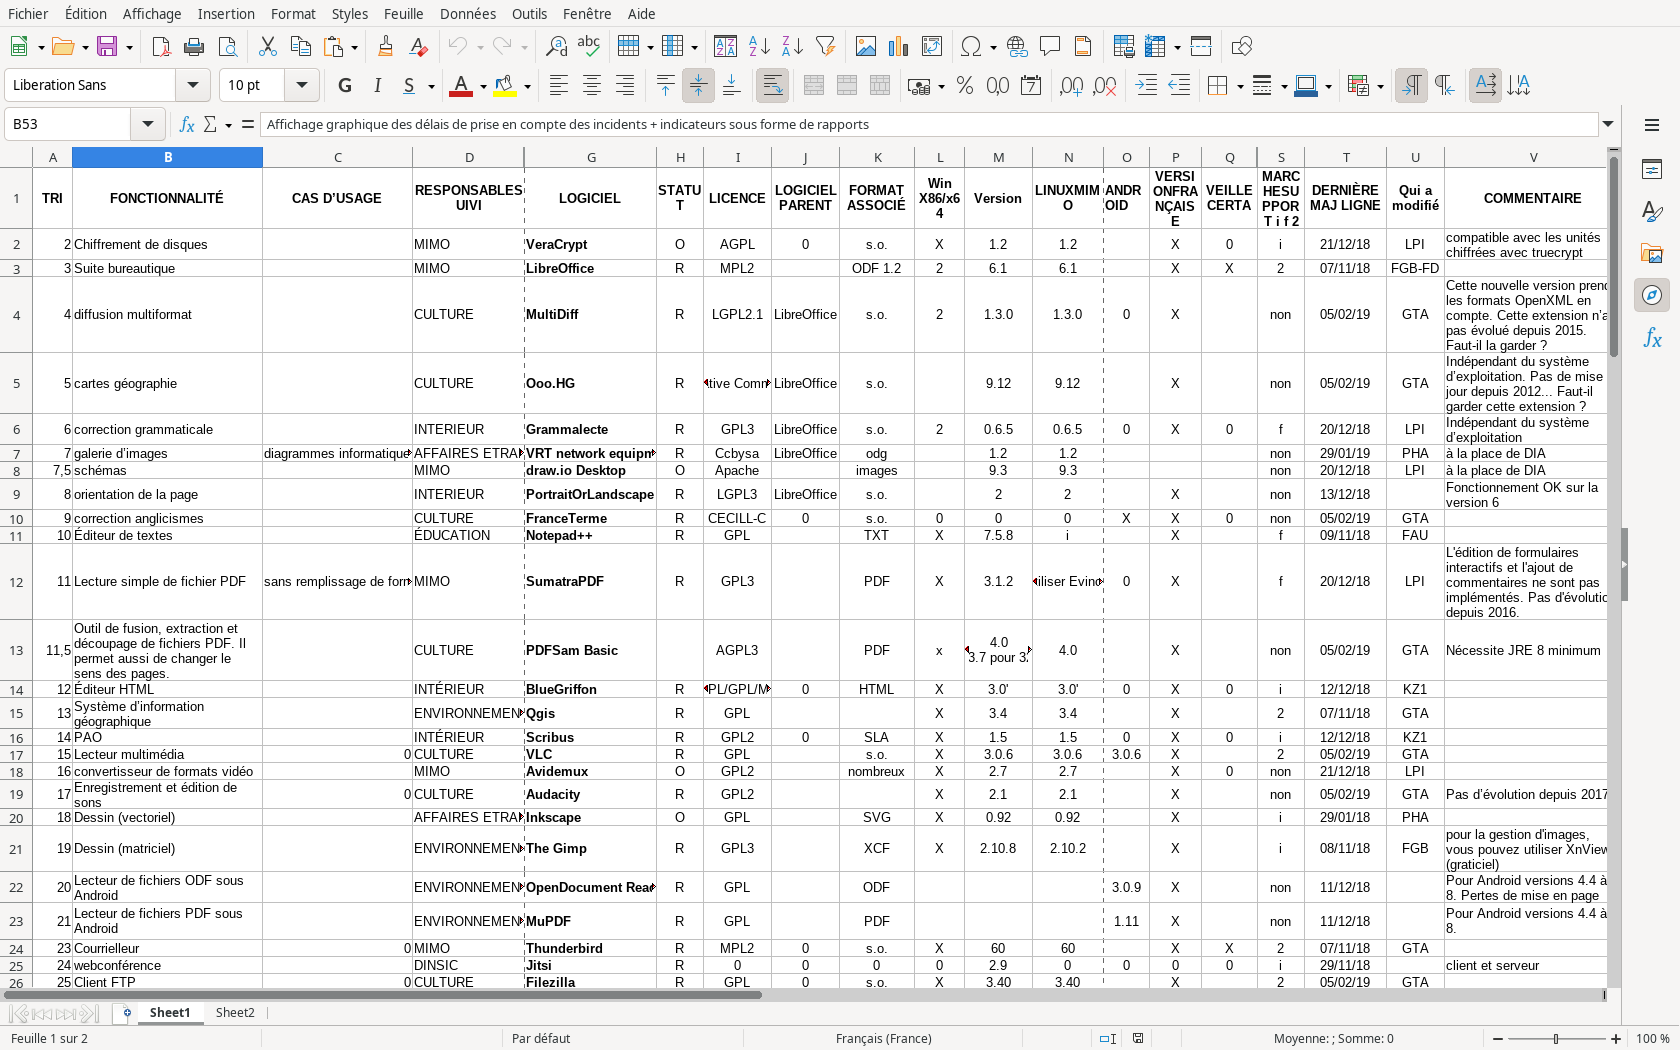 Fichier Édition Affichage Insertion Format Styles Feuille Données Outils Fenêtre Aide
Liberation Sans 10 pt G I S
B53 fx Σ = Affichage graphique des délais de prise en compte des incidents + indicateurs sous forme de rapports
A B C D G H I J K L M N O P Q S T U V
1 TRI FONCTIONNALITÉ CAS D’USAGE RESPONSABLESUIVI LOGICIEL STATUT LICENCE LOGICIEL PARENT FORMAT ASSOCIÉ Win X86/x64 Version LINUXMIMO ANDROID VERSIONFRANÇAISE VEILLE CERTA MARCHESUPPORT i f 2 DERNIÈRE MAJ LIGNE Qui a modifié COMMENTAIRE
2 2 Chiffrement de disques MIMO VeraCrypt O AGPL 0 s.o. X 1.2 1.2 X 0 i 21/12/18 LPI compatible avec les unités chiffrées avec truecrypt
3 3 Suite bureautique MIMO LibreOffice R MPL2 ODF 1.2 2 6.1 6.1 X X 2 07/11/18 FGB-FD
4 4 diffusion multiformat CULTURE MultiDiff R LGPL2.1 LibreOffice s.o. 2 1.3.0 1.3.0 0 X non 05/02/19 GTA Cette nouvelle version prend les formats OpenXML en compte. Cette extension n’a pas évolué depuis 2015. Faut-il la garder ?
5 5 cartes géographie CULTURE Ooo.HG R tive Comm LibreOffice s.o. 9.12 9.12 X non 05/02/19 GTA Indépendant du système d’exploitation. Pas de mise jour depuis 2012... Faut-il garder cette extension ?
6 6 correction grammaticale INTERIEUR Grammalecte R GPL3 LibreOffice s.o. 2 0.6.5 0.6.5 0 X 0 f 20/12/18 LPI Indépendant du système d’exploitation
7 7 galerie d’images diagrammes informatique AFFAIRES ETRA VRT network equipm R Ccbysa LibreOffice odg 1.2 1.2 non 29/01/19 PHA à la place de DIA
8 7,5 schémas MIMO draw.io Desktop O Apache images 9.3 9.3 non 20/12/18 LPI à la place de DIA
9 8 orientation de la page INTERIEUR PortraitOrLandscape R LGPL3 LibreOffice s.o. 2 2 X non 13/12/18 Fonctionnement OK sur la version 6
10 9 correction anglicismes CULTURE FranceTerme R CECILL-C 0 s.o. 0 0 0 X X 0 non 05/02/19 GTA
11 10 Éditeur de textes ÉDUCATION Notepad++ R GPL TXT X 7.5.8 i X f 09/11/18 FAU
12 11 Lecture simple de fichier PDF sans remplissage de form MIMO SumatraPDF R GPL3 PDF X 3.1.2 iliser Evinc 0 X f 20/12/18 LPI L'édition de formulaires interactifs et l'ajout de commentaires ne sont pas implémentés. Pas d'évolutio depuis 2016.
13 11,5 Outil de fusion, extraction et découpage de fichiers PDF. Il permet aussi de changer le sens des pages. CULTURE PDFSam Basic AGPL3 PDF x 4.0 3.7 pour 3. 4.0 X non 05/02/19 GTA Nécessite JRE 8 minimum
14 12 Éditeur HTML INTÉRIEUR BlueGriffon R PL/GPL/M 0 HTML X 3.0' 3.0' 0 X 0 i 12/12/18 KZ1
15 13 Système d’information géographique ENVIRONNEMEN Qgis R GPL X 3.4 3.4 X 2 07/11/18 GTA
16 14 PAO INTÉRIEUR Scribus R GPL2 0 SLA X 1.5 1.5 0 X 0 i 12/12/18 KZ1
17 15 Lecteur multimédia 0 CULTURE VLC R GPL s.o. X 3.0.6 3.0.6 3.0.6 X 2 05/02/19 GTA
18 16 convertisseur de formats vidéo MIMO Avidemux O GPL2 nombreux X 2.7 2.7 X 0 non 21/12/18 LPI
19 17 Enregistrement et édition de sons 0 CULTURE Audacity R GPL2 X 2.1 2.1 X non 05/02/19 GTA Pas d’évolution depuis 2017
20 18 Dessin (vectoriel) AFFAIRES ETRA Inkscape O GPL SVG X 0.92 0.92 X i 29/01/18 PHA
21 19 Dessin (matriciel) ENVIRONNEMEN The Gimp R GPL3 XCF X 2.10.8 2.10.2 X i 08/11/18 FGB pour la gestion d'images, vous pouvez utiliser XnView (graticiel)
22 20 Lecteur de fichiers ODF sous Android ENVIRONNEMEN OpenDocument Rea R GPL ODF 3.0.9 X non 11/12/18 Pour Android versions 4.4 à 8. Pertes de mise en page
23 21 Lecteur de fichiers PDF sous Android ENVIRONNEMEN MuPDF R GPL PDF 1.11 X non 11/12/18 Pour Android versions 4.4 à 8.
24 23 Courrielleur 0 MIMO Thunderbird R MPL2 0 s.o. X 60 60 X X 2 07/11/18 GTA
25 24 webconférence DINSIC Jitsi R 0 0 0 0 2.9 0 0 0 0 i 29/11/18 client et serveur
26 25 Client FTP 0 CULTURE Filezilla R GPL 0 s.o. X 3.40 3.40 X 2 05/02/19 GTA
Sheet1 Sheet2
Feuille 1 sur 2 Par défaut Français (France) Moyenne: ; Somme: 0 100 %